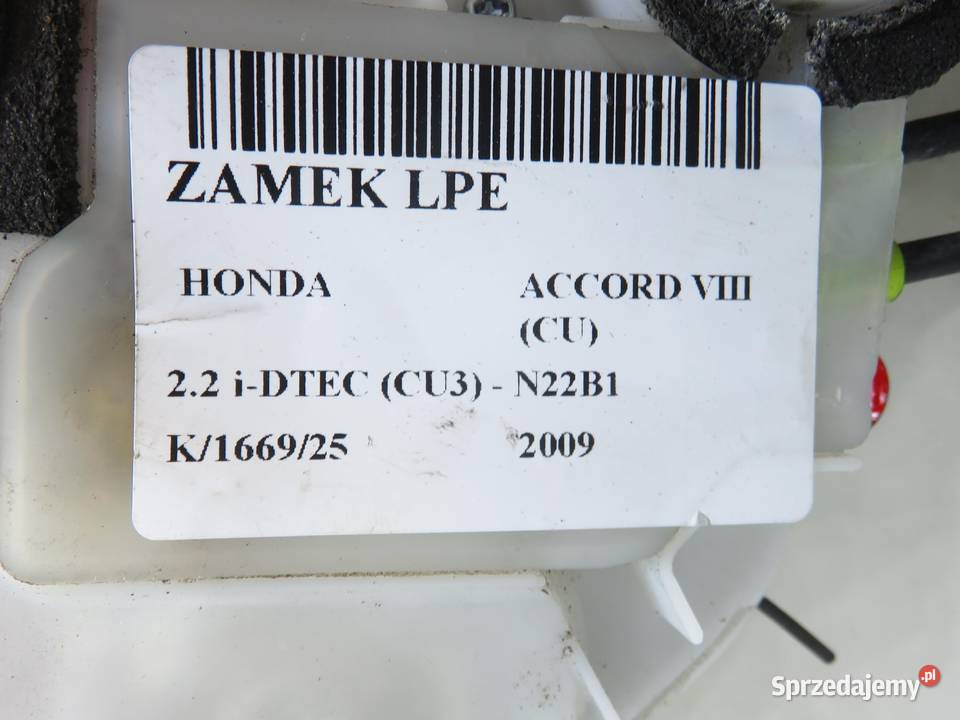 ZAMEK LPE
HONDA ACCORD VIII
(CU)
2.2 i-DTEC (CU3) - N22B1
K/1669/25 2009
Sprzedajemy.pl